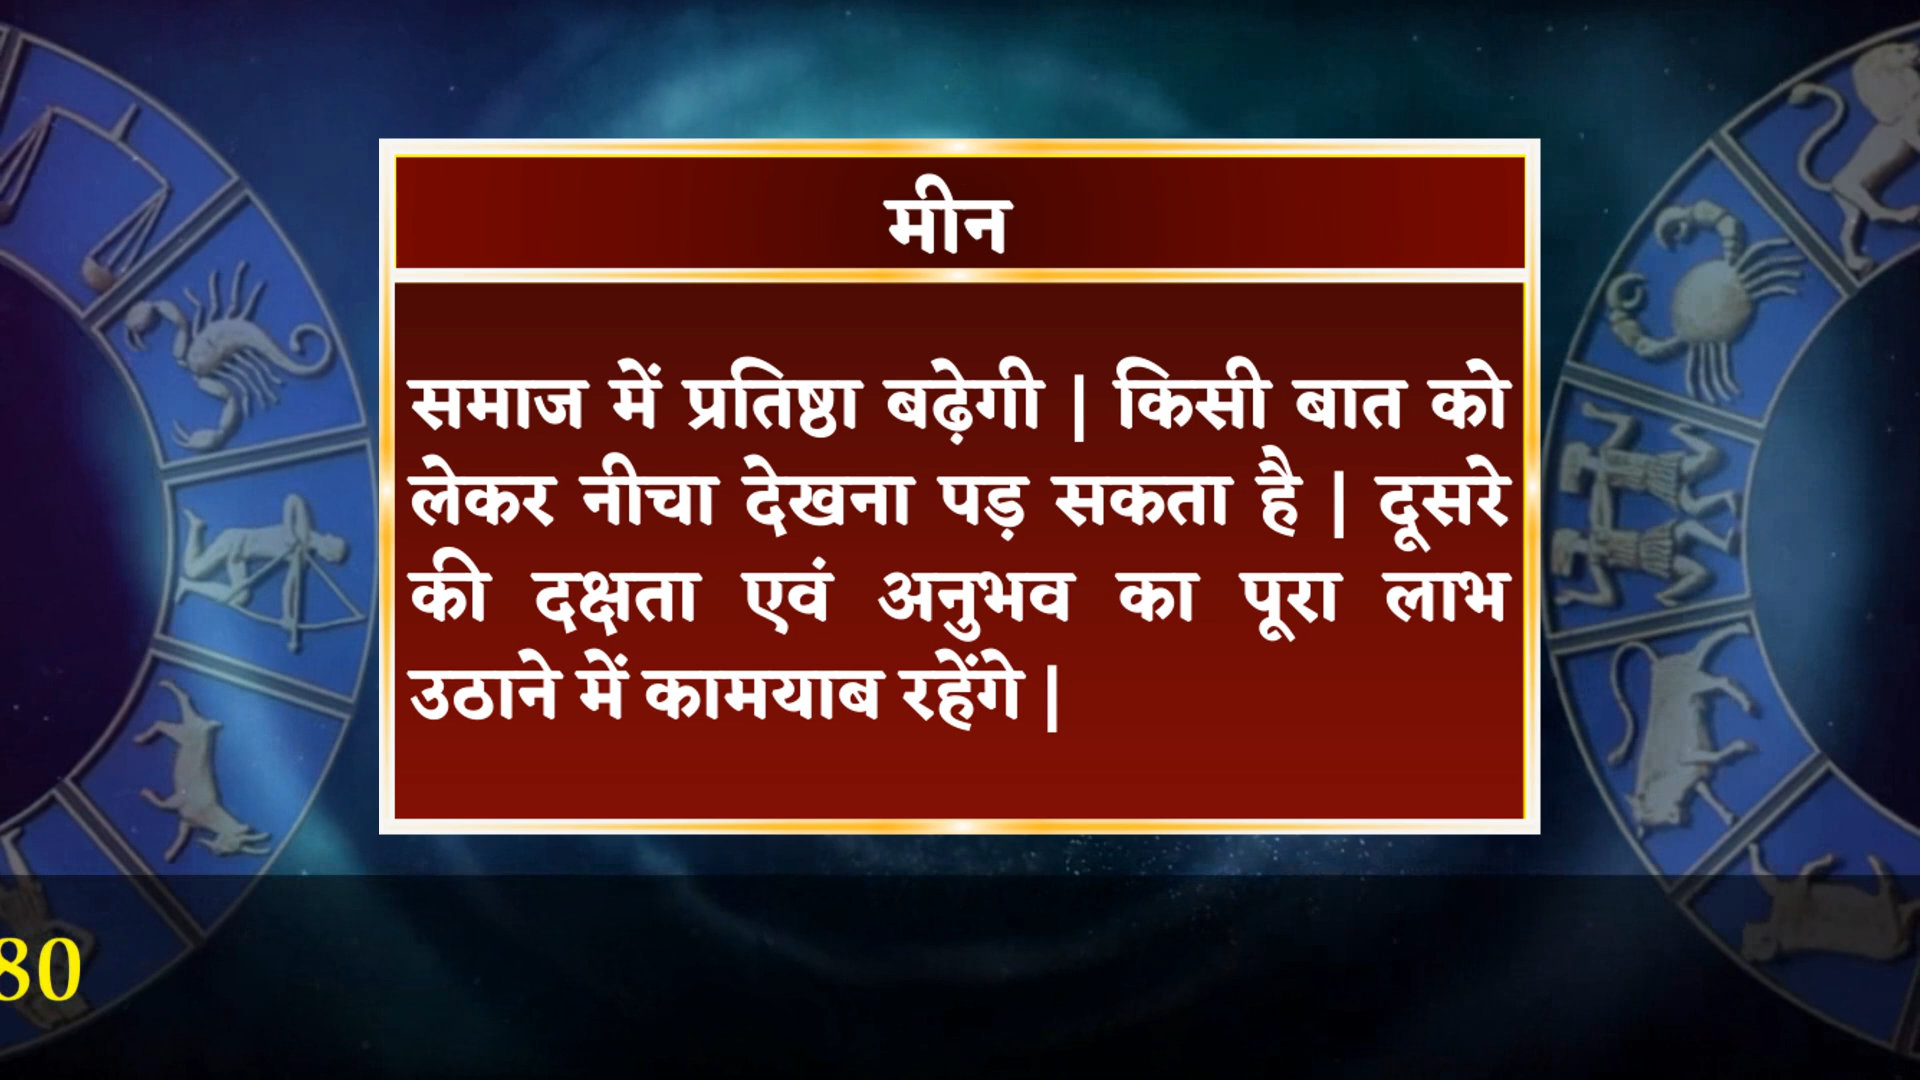 मीन
समाज में प्रतिष्ठा बढ़ेगी | किसी बात को
लेकर नीचा देखना पड़ सकता है | दूसरे
की दक्षता एवं अनुभव का पूरा लाभ
उठाने में कामयाब रहेंगे |
80